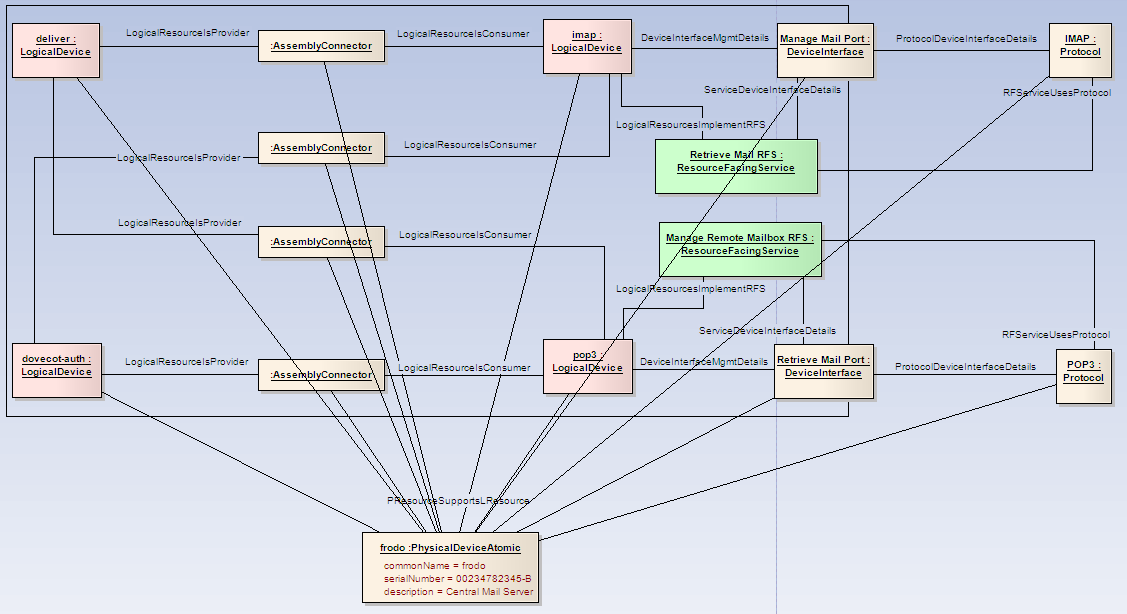 deliver :
LogicalDevice
LogicalResourceIsProvider
:AssemblyConnector
LogicalResourceIsConsumer
imap :
LogicalDevice
DeviceInterfaceMgmtDetails
Manage Mail Port :
DeviceInterface
ProtocolDeviceInterfaceDetails
IMAP :
Protocol
ServiceDeviceInterfaceDetails
RFServiceUsesProtocol
LogicalResourcesImplementRFS
:AssemblyConnector
LogicalResourceIsConsumer
LogicalResourceIsProvider
Retrieve Mail RFS :
ResourceFacingService
LogicalResourceIsProvider
:AssemblyConnector
LogicalResourceIsConsumer
Manage Remote Mailbox RFS :
ResourceFacingService
LogicalResourcesImplementRFS
ServiceDeviceInterfaceDetails
RFServiceUsesProtocol
dovecot-auth :
LogicalDevice
LogicalResourceIsProvider
:AssemblyConnector
LogicalResourceIsConsumer
pop3 :
LogicalDevice
DeviceInterfaceMgmtDetails
Retrieve Mail Port :
DeviceInterface
ProtocolDeviceInterfaceDetails
POP3 :
Protocol
PResourceSupportsLResource
frodo :PhysicalDeviceAtomic
commonName = frodo
serialNumber = 00234782345-B
description = Central Mail Server